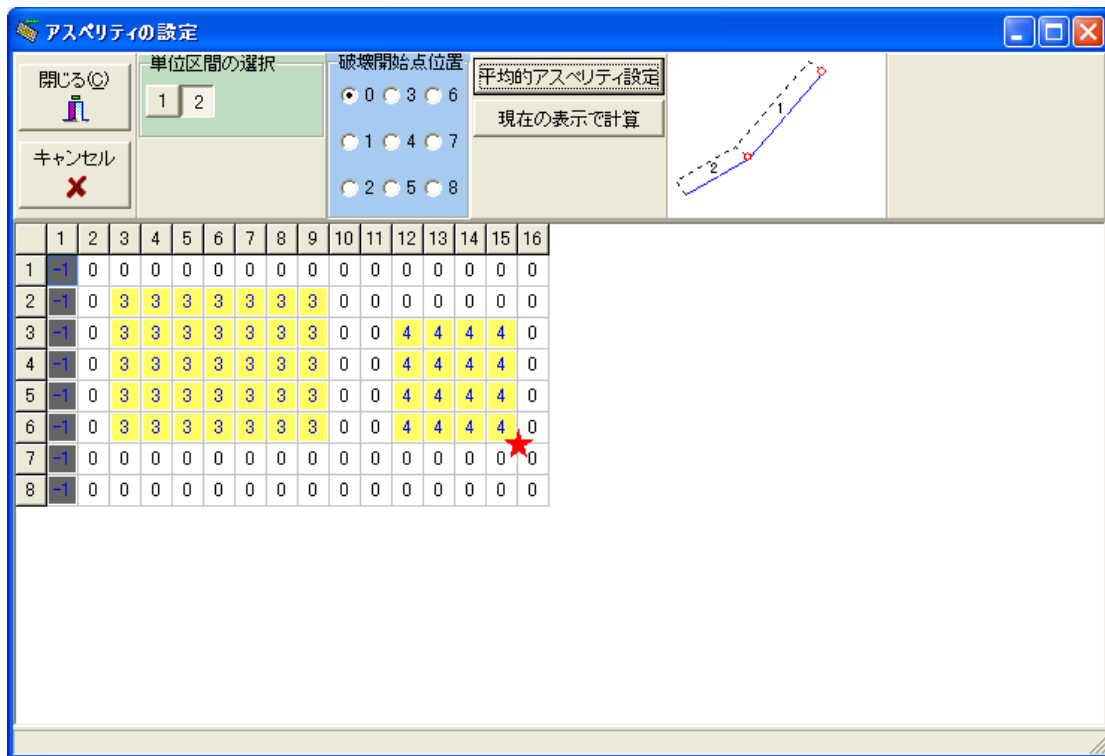 アスペリティの設定
閉じる(C)
キャンセル
単位区間の選択
1 2
破壊開始点位置
0 3 6
1 4 7
2 5 8
平均的アスペリティ設定
現在の表示で計算
1
2
1 2 3 4 5 6 7 8 9 10 11 12 13 14 15 16
1 -1 0 0 0 0 0 0 0 0 0 0 0 0 0 0 0
2 -1 0 3 3 3 3 3 3 3 0 0 0 0 0 0 0
3 -1 0 3 3 3 3 3 3 3 0 0 4 4 4 4 0
4 -1 0 3 3 3 3 3 3 3 0 0 4 4 4 4 0
5 -1 0 3 3 3 3 3 3 3 0 0 4 4 4 4 0
6 -1 0 3 3 3 3 3 3 3 0 0 4 4 4 4 0
7 -1 0 0 0 0 0 0 0 0 0 0 0 0 0 0 0
8 -1 0 0 0 0 0 0 0 0 0 0 0 0 0 0 0